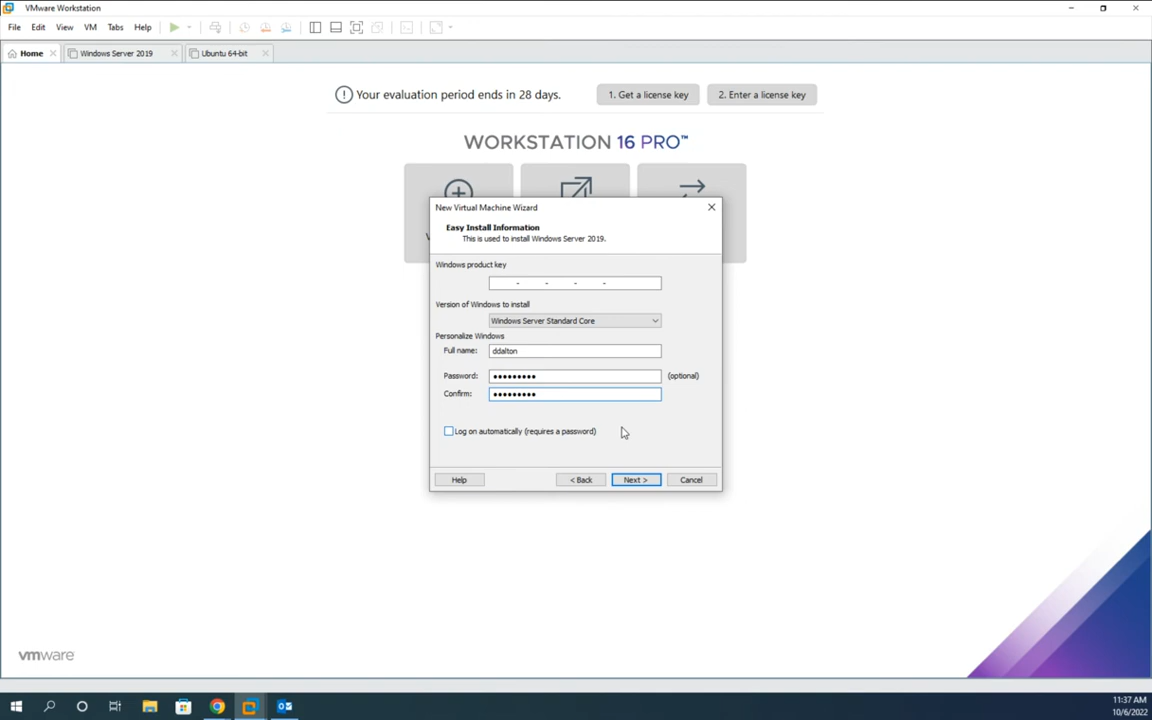 VMware Workstation
File Edit View VM Tabs Help
Home Windows Server 2019 Ubuntu 64-bit
Your evaluation period ends in 28 days. 1. Get a license key 2. Enter a license key
WORKSTATION 16 PRO™
New Virtual Machine Wizard
Easy Install Information
This is used to install Windows Server 2019.
Windows product key
- - - -
Version of Windows to install
Windows Server Standard Core
Personalize Windows
Full name: ddalton
Password: ••••••••• (optional)
Confirm: •••••••••
Log on automatically (requires a password)
Help < Back Next > Cancel
vmware
11:37 AM
10/6/2022